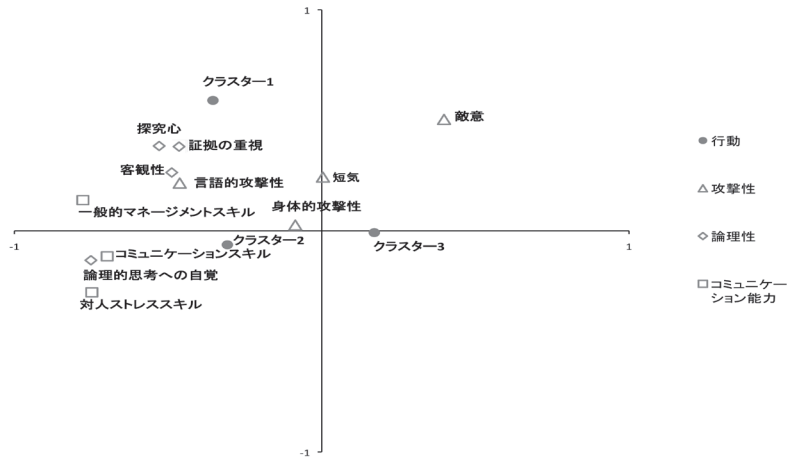 1
クラスター1
敵意
探究心
証拠の重視
行動
客観性
短気
言語的攻撃性
攻撃性
一般的マネージメントスキル
身体的攻撃性
-1
1
クラスター2
クラスター3
論理性
コミュニケーションスキル
論理的思考への自覚
対人ストレススキル
コミュニケー
ション能力
-1